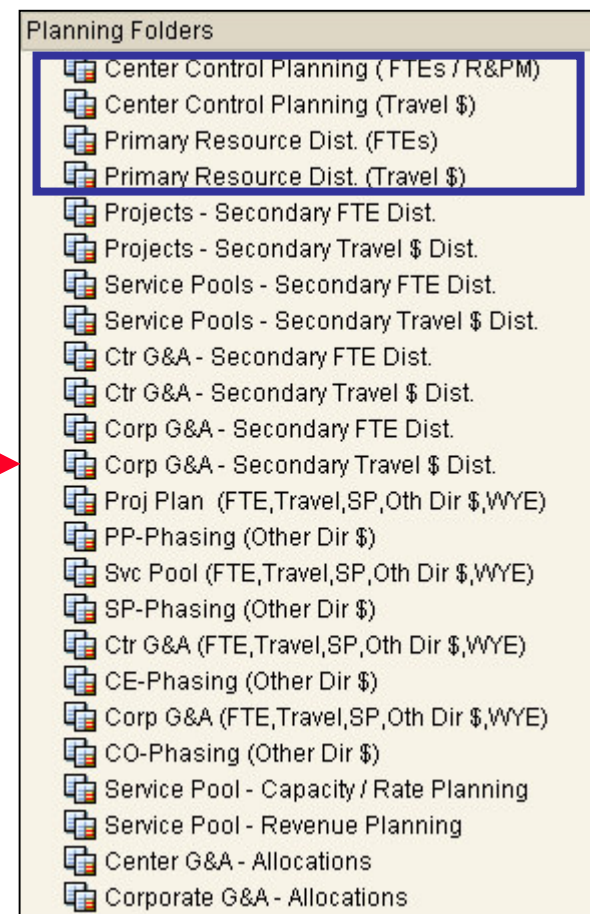 Planning Folders
Center Control Planning ( FTEs / R&PM)
Center Control Planning (Travel $)
Primary Resource Dist. (FTEs)
Primary Resource Dist. (Travel $)
Projects - Secondary FTE Dist.
Projects - Secondary Travel $ Dist.
Service Pools - Secondary FTE Dist.
Service Pools - Secondary Travel $ Dist.
Ctr G&A - Secondary FTE Dist.
Ctr G&A - Secondary Travel $ Dist.
Corp G&A - Secondary FTE Dist.
Corp G&A - Secondary Travel $ Dist.
Proj Plan (FTE,Travel,SP,Oth Dir $,WYE)
PP-Phasing (Other Dir $)
Svc Pool (FTE,Travel,SP,Oth Dir $,WYE)
SP-Phasing (Other Dir $)
Ctr G&A (FTE,Travel,SP,Oth Dir $,WYE)
CE-Phasing (Other Dir $)
Corp G&A (FTE,Travel,SP,Oth Dir $,WYE)
CO-Phasing (Other Dir $)
Service Pool - Capacity / Rate Planning
Service Pool - Revenue Planning
Center G&A - Allocations
Corporate G&A - Allocations